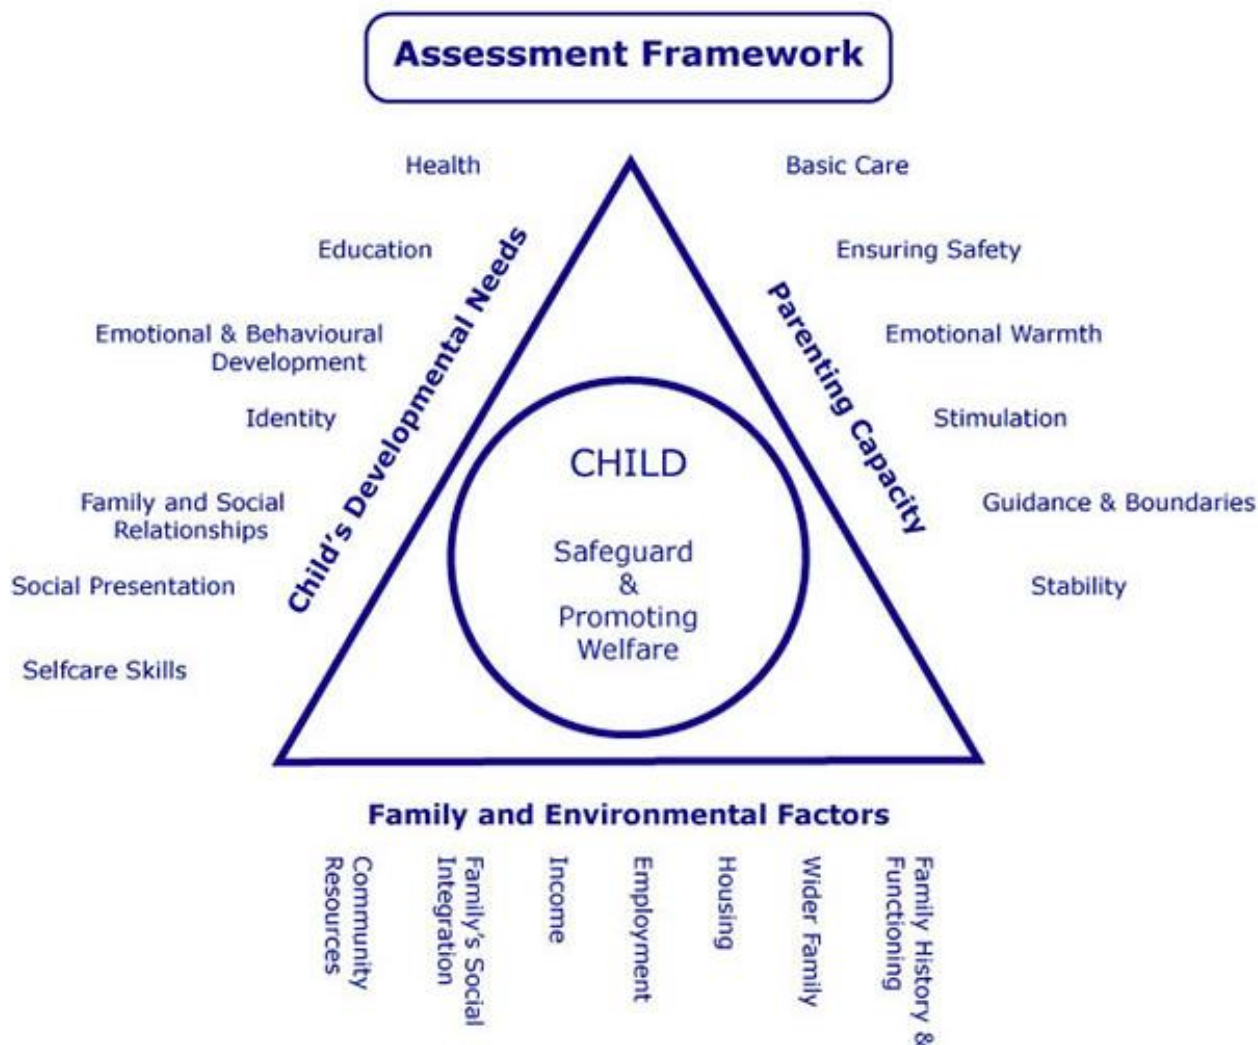 Assessment Framework
Health
Education
Emotional & Behavioural
Development
Identity
Family and Social
Relationships
Social Presentation
Selfcare Skills
Child's Developmental Needs
CHILD
Safeguard
&
Promoting
Welfare
Parenting Capacity
Basic Care
Ensuring Safety
Emotional Warmth
Stimulation
Guidance & Boundaries
Stability
Family and Environmental Factors
Community
Resources
Family's Social
Integration
Income
Employment
Housing
Wider Family
Family History &
Functioning